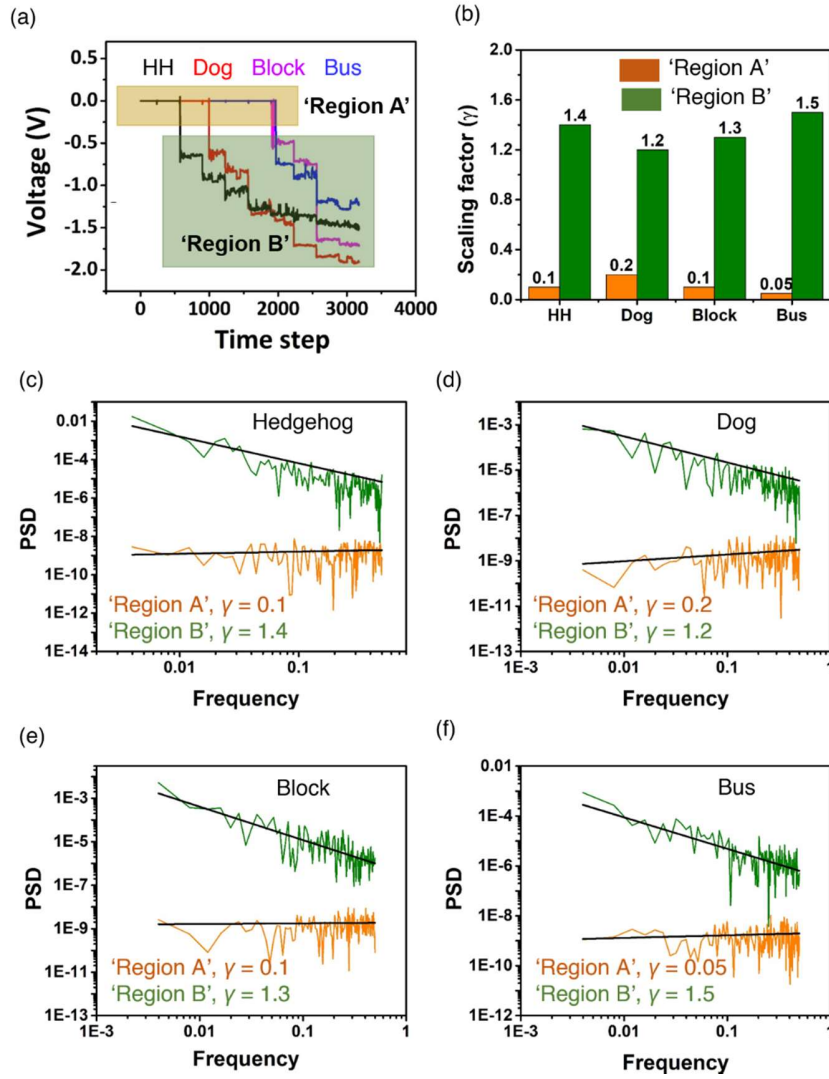 (a)
HH Dog Block Bus
'Region A'
'Region B'
0.5
0.0
-0.5
-1.0
-1.5
-2.0
Voltage (V)
0 1000 2000 3000 4000
Time step
(b)
'Region A'
'Region B'
2.0
1.6
1.2
0.8
0.4
0.0
Scaling factor (γ)
0.1 1.4 0.2 1.2 0.1 1.3 0.05 1.5
HH Dog Block Bus
(c)
Hedgehog
0.01
1E-4
1E-6
1E-8
1E-10
1E-12
1E-14
PSD
'Region A', γ = 0.1
'Region B', γ = 1.4
0.01 0.1
Frequency
(d)
Dog
1E-3
1E-5
1E-7
1E-9
1E-11
1E-13
PSD
'Region A', γ = 0.2
'Region B', γ = 1.2
1E-3 0.01 0.1 1
Frequency
(e)
Block
1E-3
1E-5
1E-7
1E-9
1E-11
1E-13
PSD
'Region A', γ = 0.1
'Region B', γ = 1.3
1E-3 0.01 0.1 1
Frequency
(f)
Bus
0.01
1E-4
1E-6
1E-8
1E-10
1E-12
PSD
'Region A', γ = 0.05
'Region B', γ = 1.5
1E-3 0.01 0.1 1
Frequency